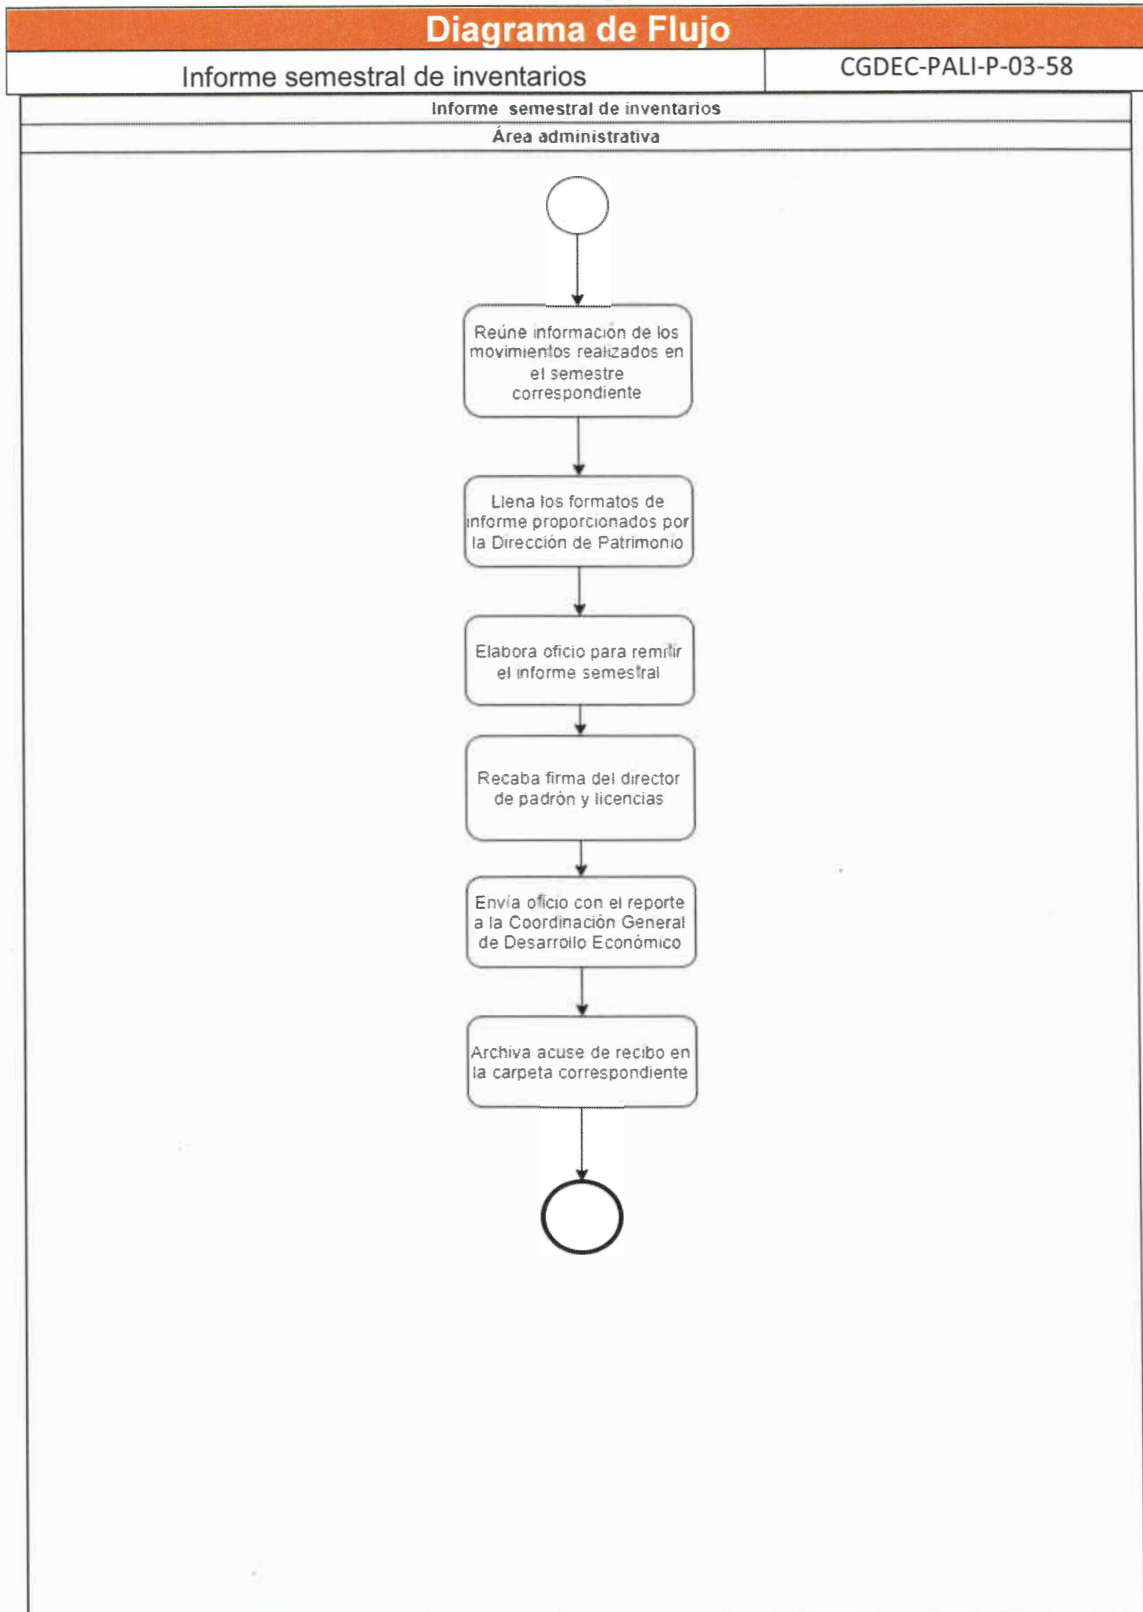 Diagrama de Flujo
Informe semestral de inventarios
CGDEC-PALI-P-03-58
Informe semestral de inventarios
Área administrativa
Reúne información de los
movimientos realizados en
el semestre
correspondiente
Llena los formatos de
informe proporcionados por
la Dirección de Patrimonio
Elabora oficio para remitir
el informe semestral
Recaba firma del director
de padrón y licencias
Envía oficio con el reporte
a la Coordinación General
de Desarrollo Económico
Archiva acuse de recibo en
la carpeta correspondiente